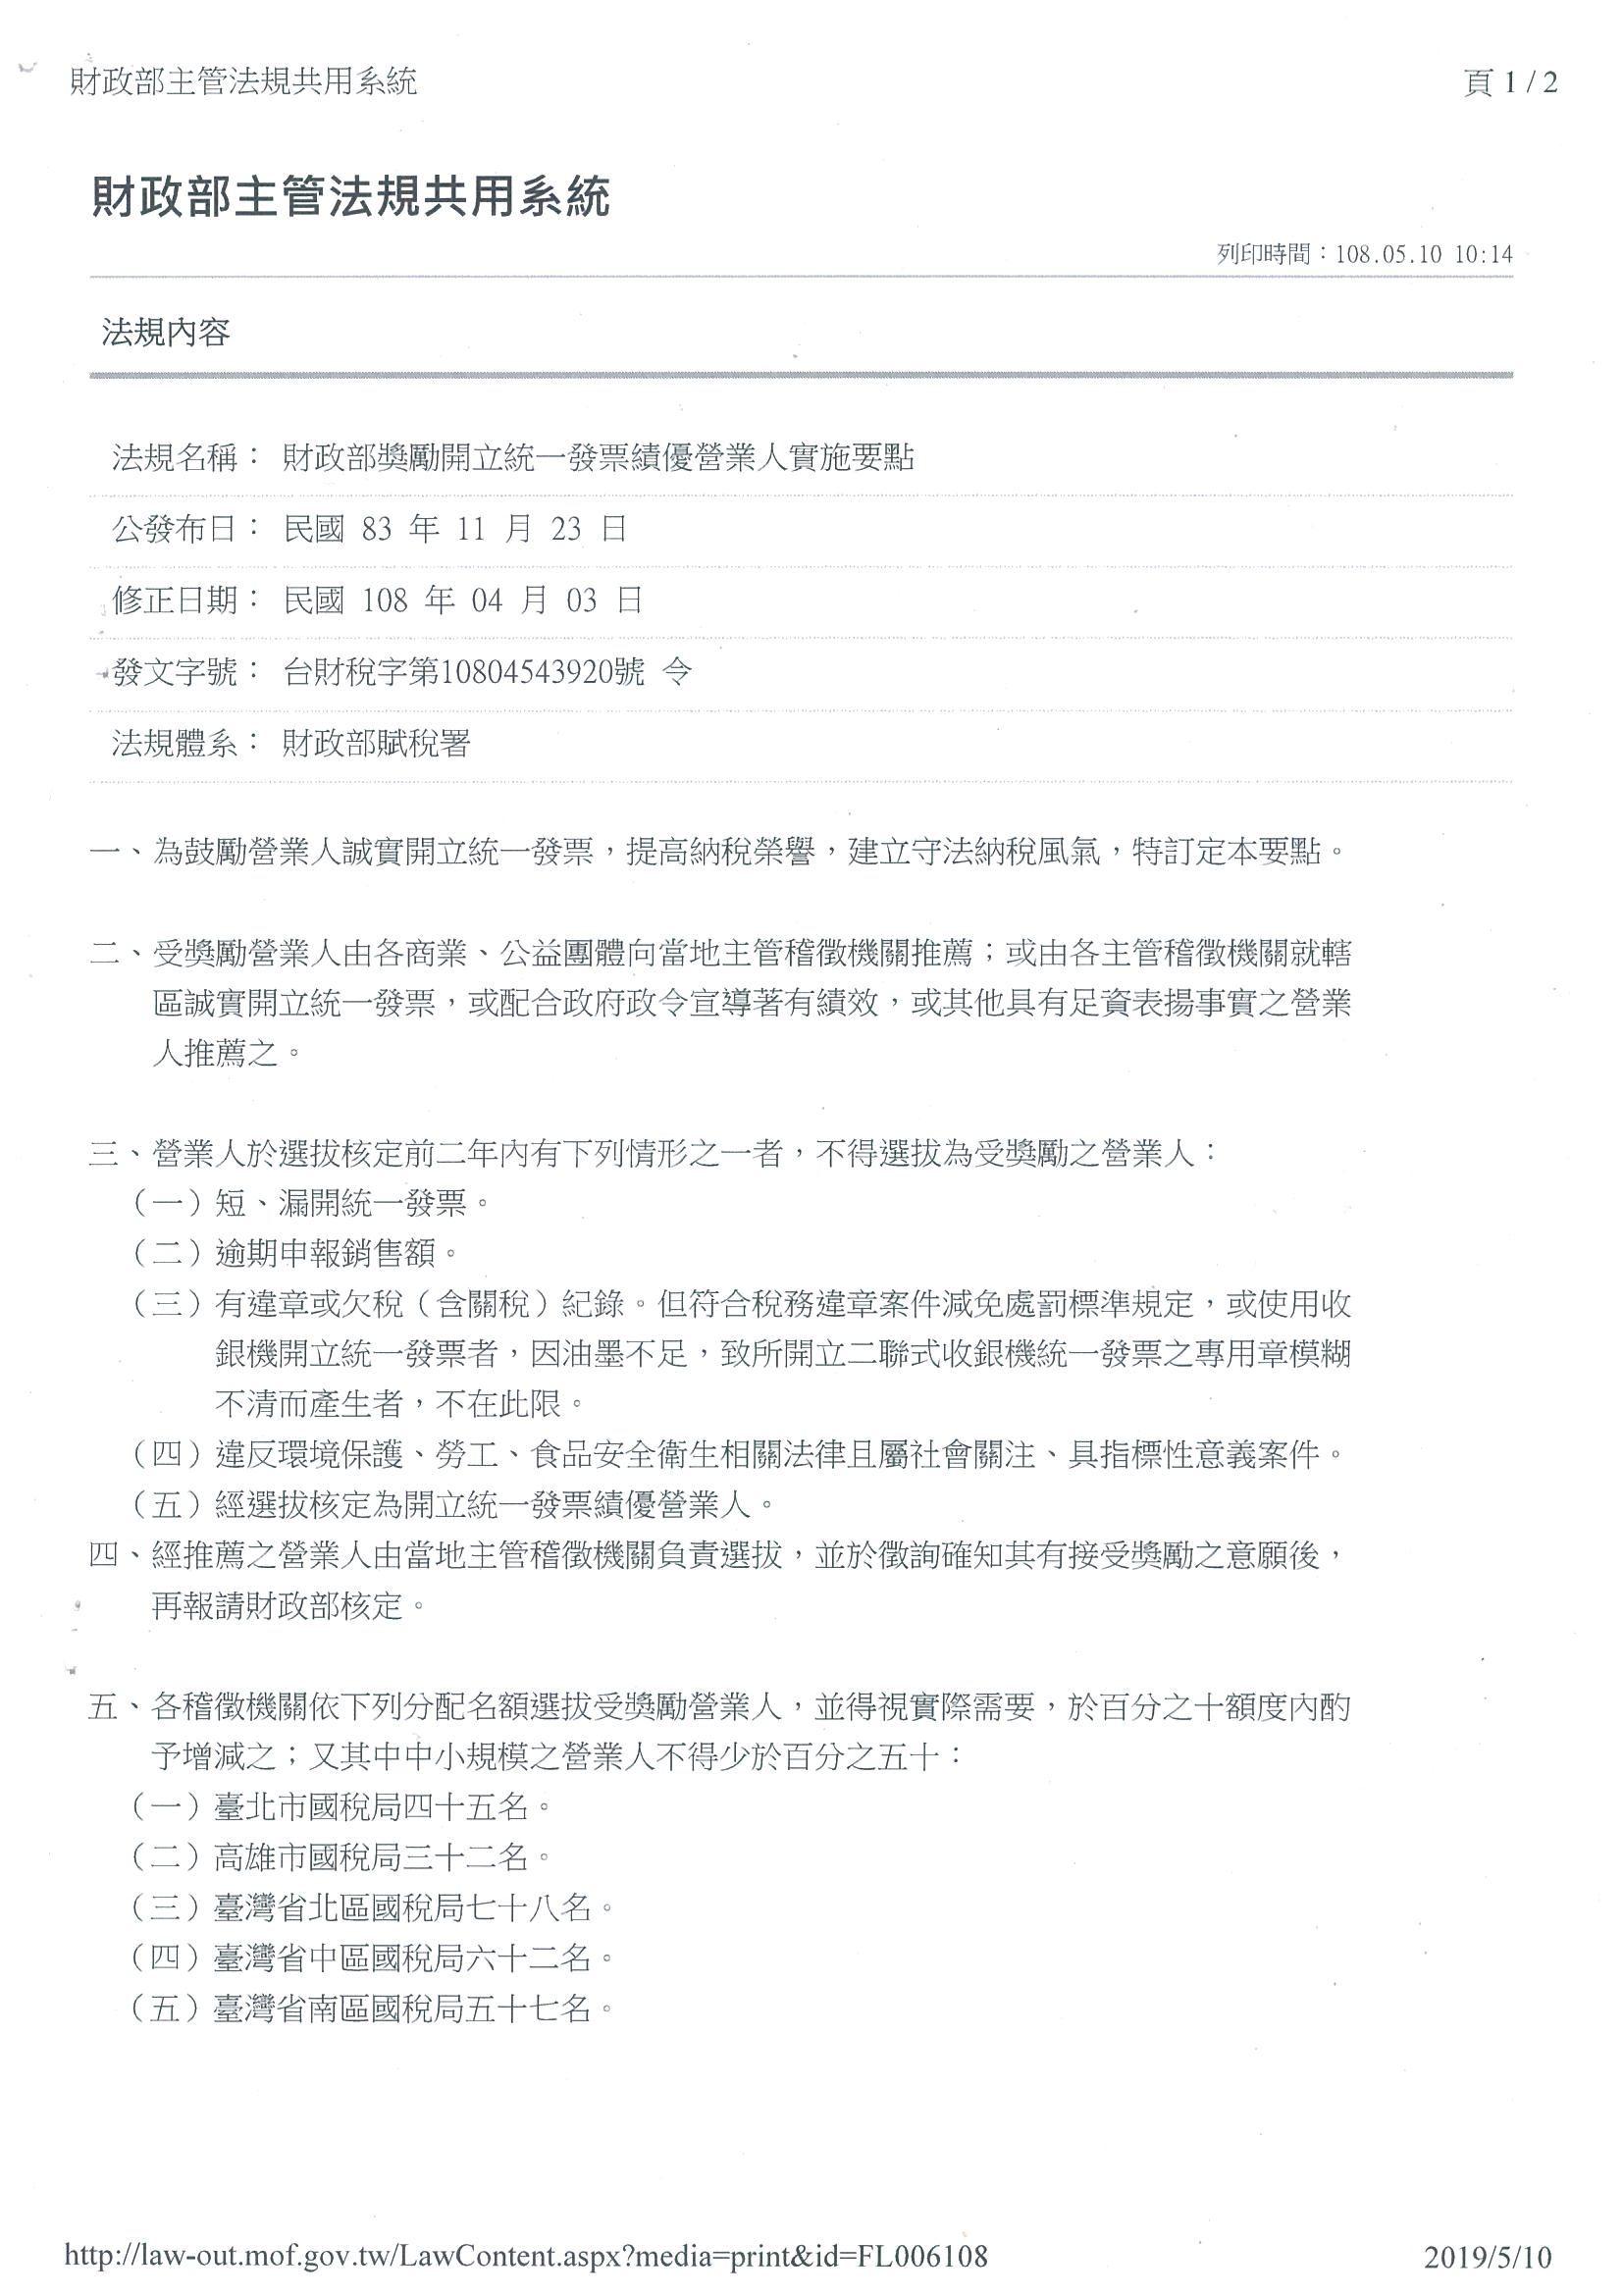 財政部主管法規共用系統
頁 1 / 2
財政部主管法規共用系統
列印時間：108.05.10 10:14
法規內容
法規名稱： 財政部獎勵開立統一發票績優營業人實施要點
公發布日： 民國 83 年 11 月 23 日
修正日期： 民國 108 年 04 月 03 日
發文字號： 台財稅字第10804543920號 令
法規體系： 財政部賦稅署
一、為鼓勵營業人誠實開立統一發票，提高納稅榮譽，建立守法納稅風氣，特訂定本要點。
二、受獎勵營業人由各商業、公益團體向當地主管稽徵機關推薦；或由各主管稽徵機關就轄
區誠實開立統一發票，或配合政府政令宣導著有績效，或其他具有足資表揚事實之營業
人推薦之。
三、營業人於選拔核定前二年內有下列情形之一者，不得選拔為受獎勵之營業人：
（一）短、漏開統一發票。
（二）逾期申報銷售額。
（三）有違章或欠稅（含關稅）紀錄。但符合稅務違章案件減免處罰標準規定，或使用收
銀機開立統一發票者，因油墨不足，致所開立二聯式收銀機統一發票之專用章模糊
不清而產生者，不在此限。
（四）違反環境保護、勞工、食品安全衛生相關法律且屬社會關注、具指標性意義案件。
（五）經選拔核定為開立統一發票績優營業人。
四、經推薦之營業人由當地主管稽徵機關負責選拔，並於徵詢確知其有接受獎勵之意願後，
再報請財政部核定。
五、各稽徵機關依下列分配名額選拔受獎勵營業人，並得視實際需要，於百分之十額度內酌
予增減之；又其中中小規模之營業人不得少於百分之五十：
（一）臺北市國稅局四十五名。
（二）高雄市國稅局三十二名。
（三）臺灣省北區國稅局七十八名。
（四）臺灣省中區國稅局六十二名。
（五）臺灣省南區國稅局五十七名。
http://law-out.mof.gov.tw/LawContent.aspx?media=print&id=FL006108
2019/5/10